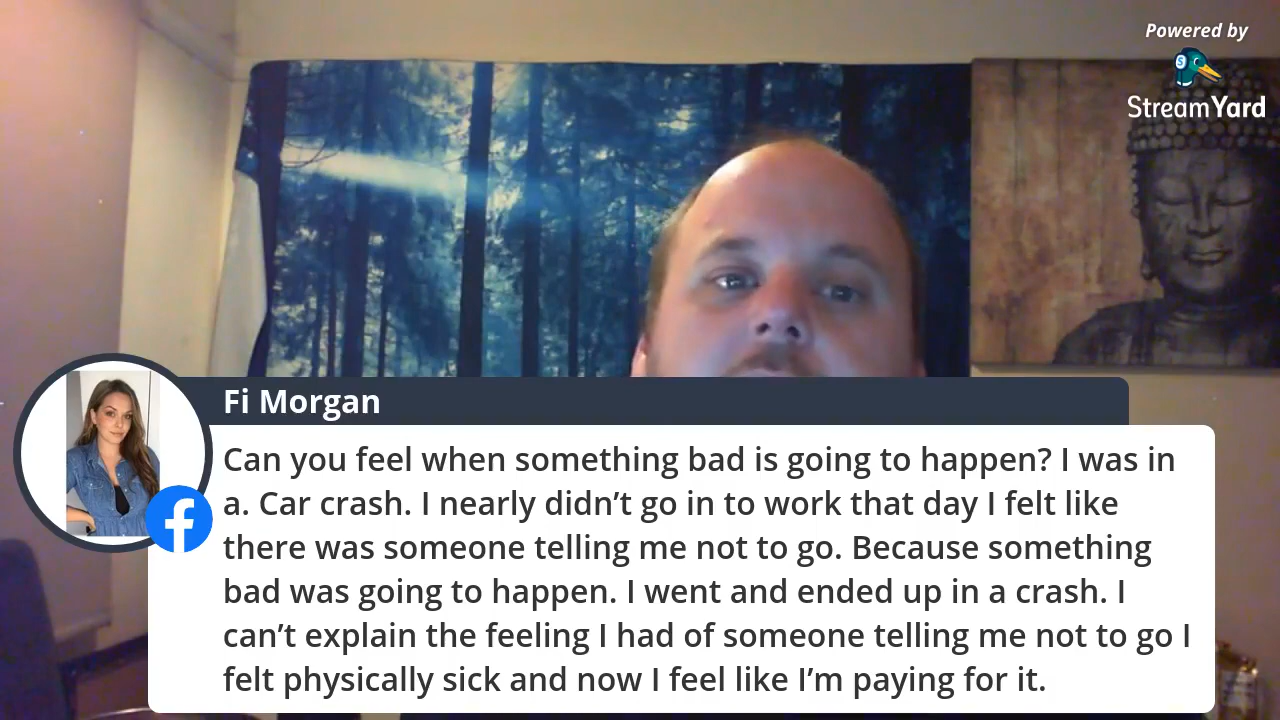 Powered by
StreamYard
Fi Morgan
Can you feel when something bad is going to happen? I was in
a. Car crash. I nearly didn’t go in to work that day I felt like
there was someone telling me not to go. Because something
bad was going to happen. I went and ended up in a crash. I
can’t explain the feeling I had of someone telling me not to go I
felt physically sick and now I feel like I’m paying for it.